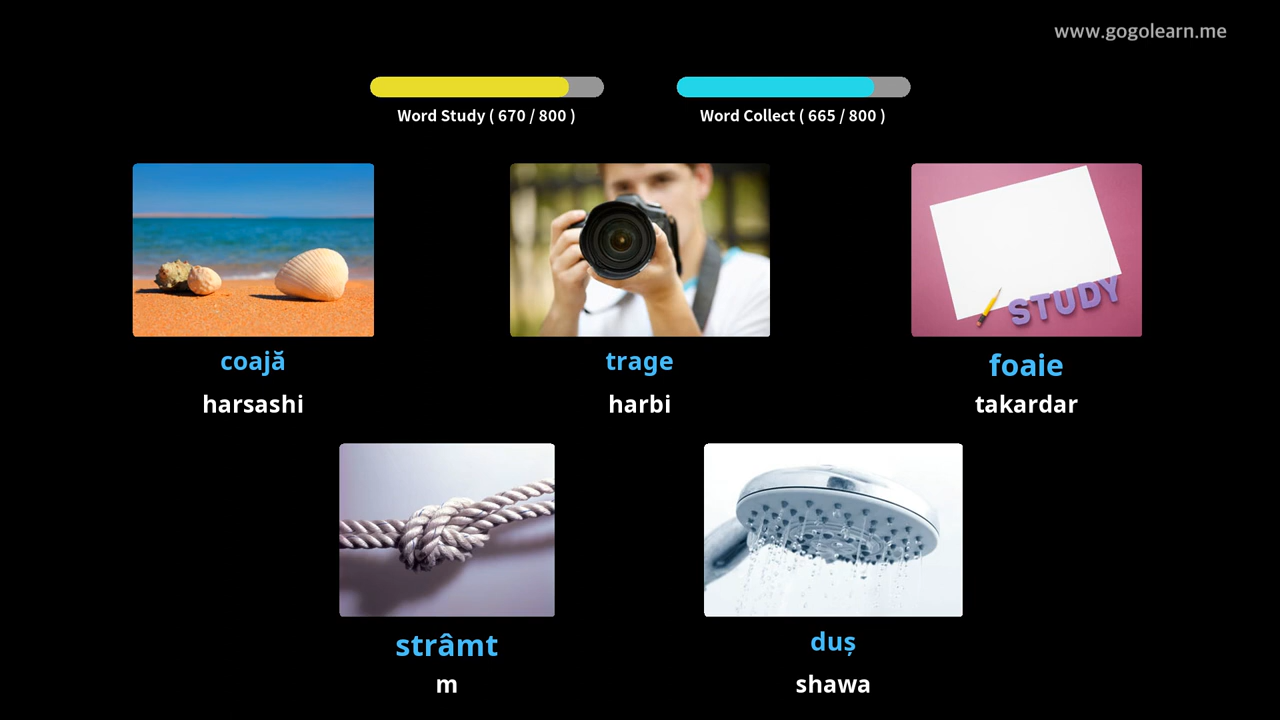 www.gogolearn.me
Word Study ( 670 / 800 )
Word Collect ( 665 / 800 )
STUDY
coajă
trage
foaie
harsashi
harbi
takardar
strâmt
duș
m
shawa